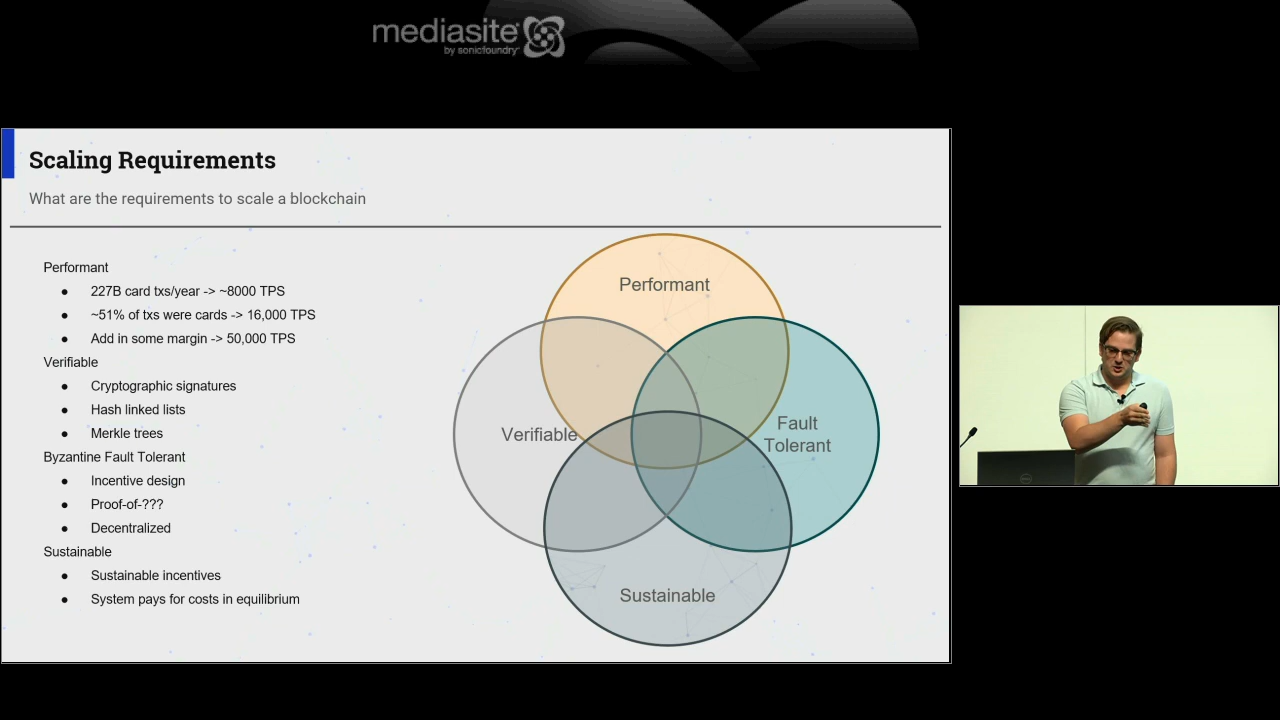 mediasite
by sonicfoundry
Scaling Requirements
What are the requirements to scale a blockchain
Performant
● 227B card txs/year -> ~8000 TPS
● ~51% of txs were cards -> 16,000 TPS
● Add in some margin -> 50,000 TPS
Verifiable
● Cryptographic signatures
● Hash linked lists
● Merkle trees
Byzantine Fault Tolerant
● Incentive design
● Proof-of-???
● Decentralized
Sustainable
● Sustainable incentives
● System pays for costs in equilibrium
Performant
Verifiable
Fault
Tolerant
Sustainable